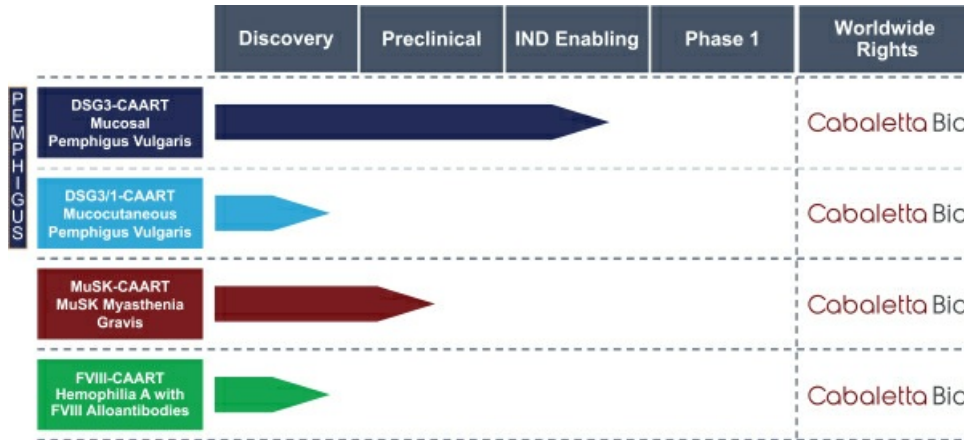 Discovery
Preclinical
IND Enabling
Phase 1
Worldwide
Rights
PEMPHIGUS
DSG3-CAART
Mucosal
Pemphigus Vulgaris
Cabaletta Bio
DSG3/1-CAART
Mucocutaneous
Pemphigus Vulgaris
Cabaletta Bio
MuSK-CAART
MuSK Myasthenia
Gravis
Cabaletta Bio
FVIII-CAART
Hemophilia A with
FVIII Alloantibodies
Cabaletta Bio